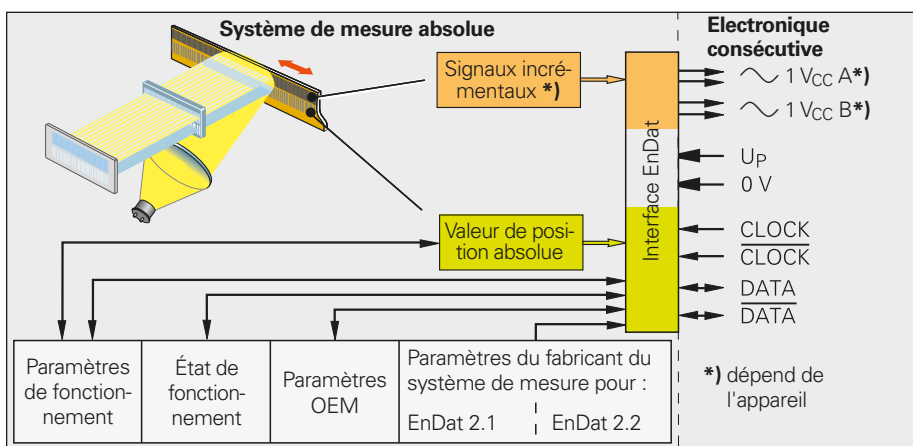 Système de mesure absolue
Electronique
consécutive
Signaux incré-
mentaux *)
1 VCC A*)
1 VCC B*)
Interface EnDat
UP
0 V
Valeur de posi-
tion absolue
CLOCK
CLOCK
DATA
DATA
Paramètres
de fonction-
nement
État de
fonction-
nement
Paramètres
OEM
Paramètres du fabricant du
système de mesure pour :
EnDat 2.1
EnDat 2.2
*) dépend de
l'appareil